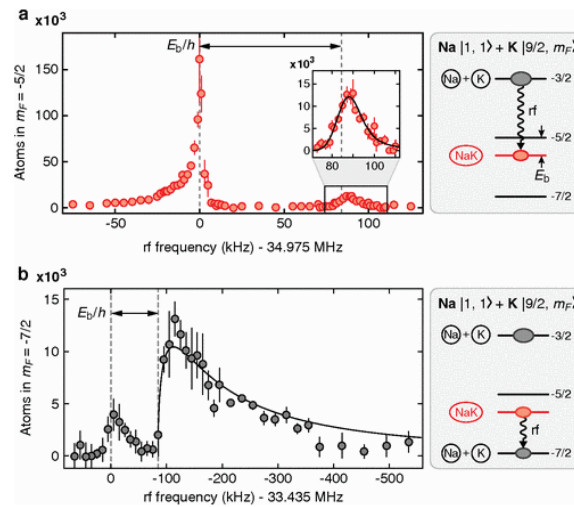 a
×10³
E_b/h
Na |1, 1⟩ + K |9/2, m_F⟩
150
100
50
0
Atoms in m_F = -5/2
×10³
15
10
5
0
80
100
-50
0
50
100
rf frequency (kHz) - 34.975 MHz
Na + K
-3/2
rf
-5/2
NaK
E_b
-7/2
b
×10³
E_b/h
Na |1, 1⟩ + K |9/2, m_F⟩
15
10
5
0
Atoms in m_F = -7/2
0
-100
-200
-300
-400
-500
rf frequency (kHz) - 33.435 MHz
Na + K
-3/2
-5/2
NaK
rf
Na + K
-7/2